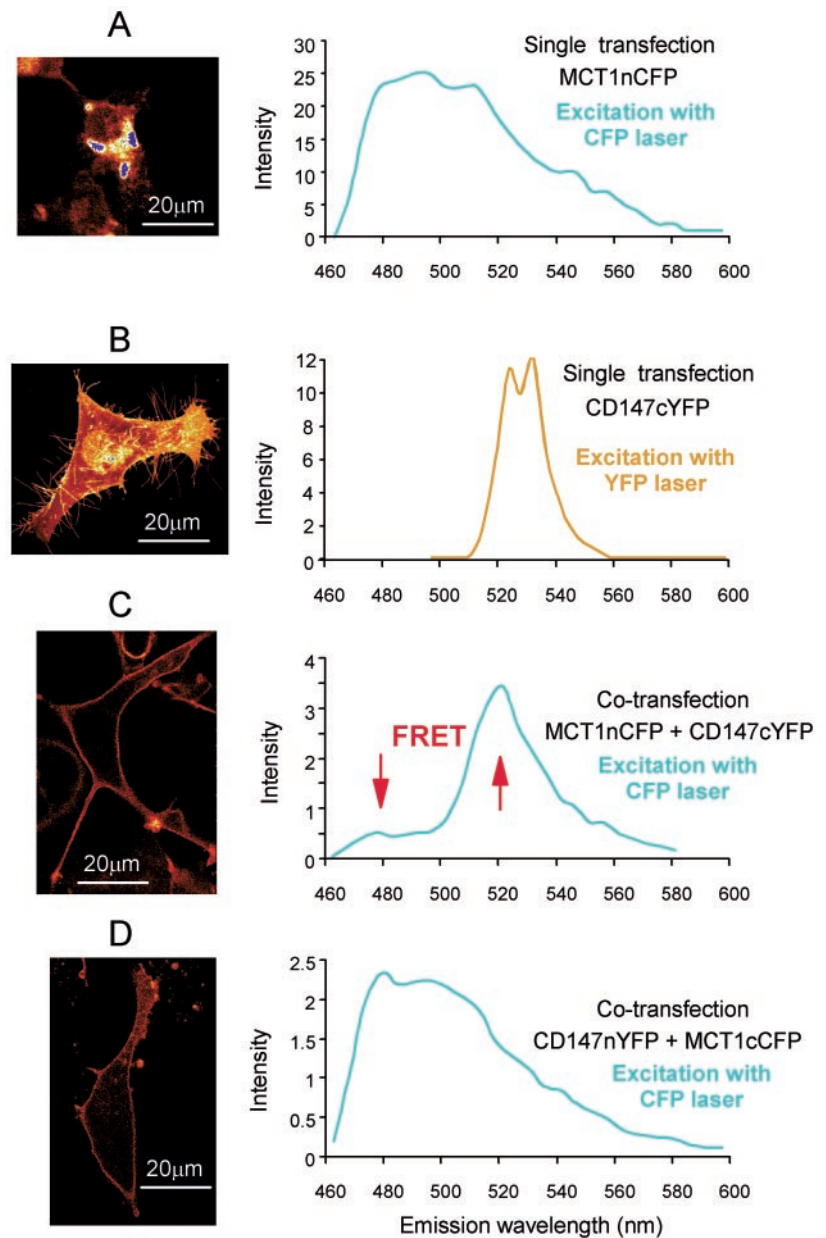 A
20μm
Intensity
30
25
20
15
10
5
0
460 480 500 520 540 560 580 600
Single transfection
MCT1nCFP
Excitation with
CFP laser
B
20μm
Intensity
12
10
8
6
4
2
0
460 480 500 520 540 560 580 600
Single transfection
CD147cYFP
Excitation with
YFP laser
C
20μm
Intensity
4
3
2
1
0
460 480 500 520 540 560 580 600
FRET
Co-transfection
MCT1nCFP + CD147cYFP
Excitation with
CFP laser
D
20μm
Intensity
2.5
2
1.5
1
0.5
0
460 480 500 520 540 560 580 600
Co-transfection
CD147nYFP + MCT1cCFP
Excitation with
CFP laser
Emission wavelength (nm)